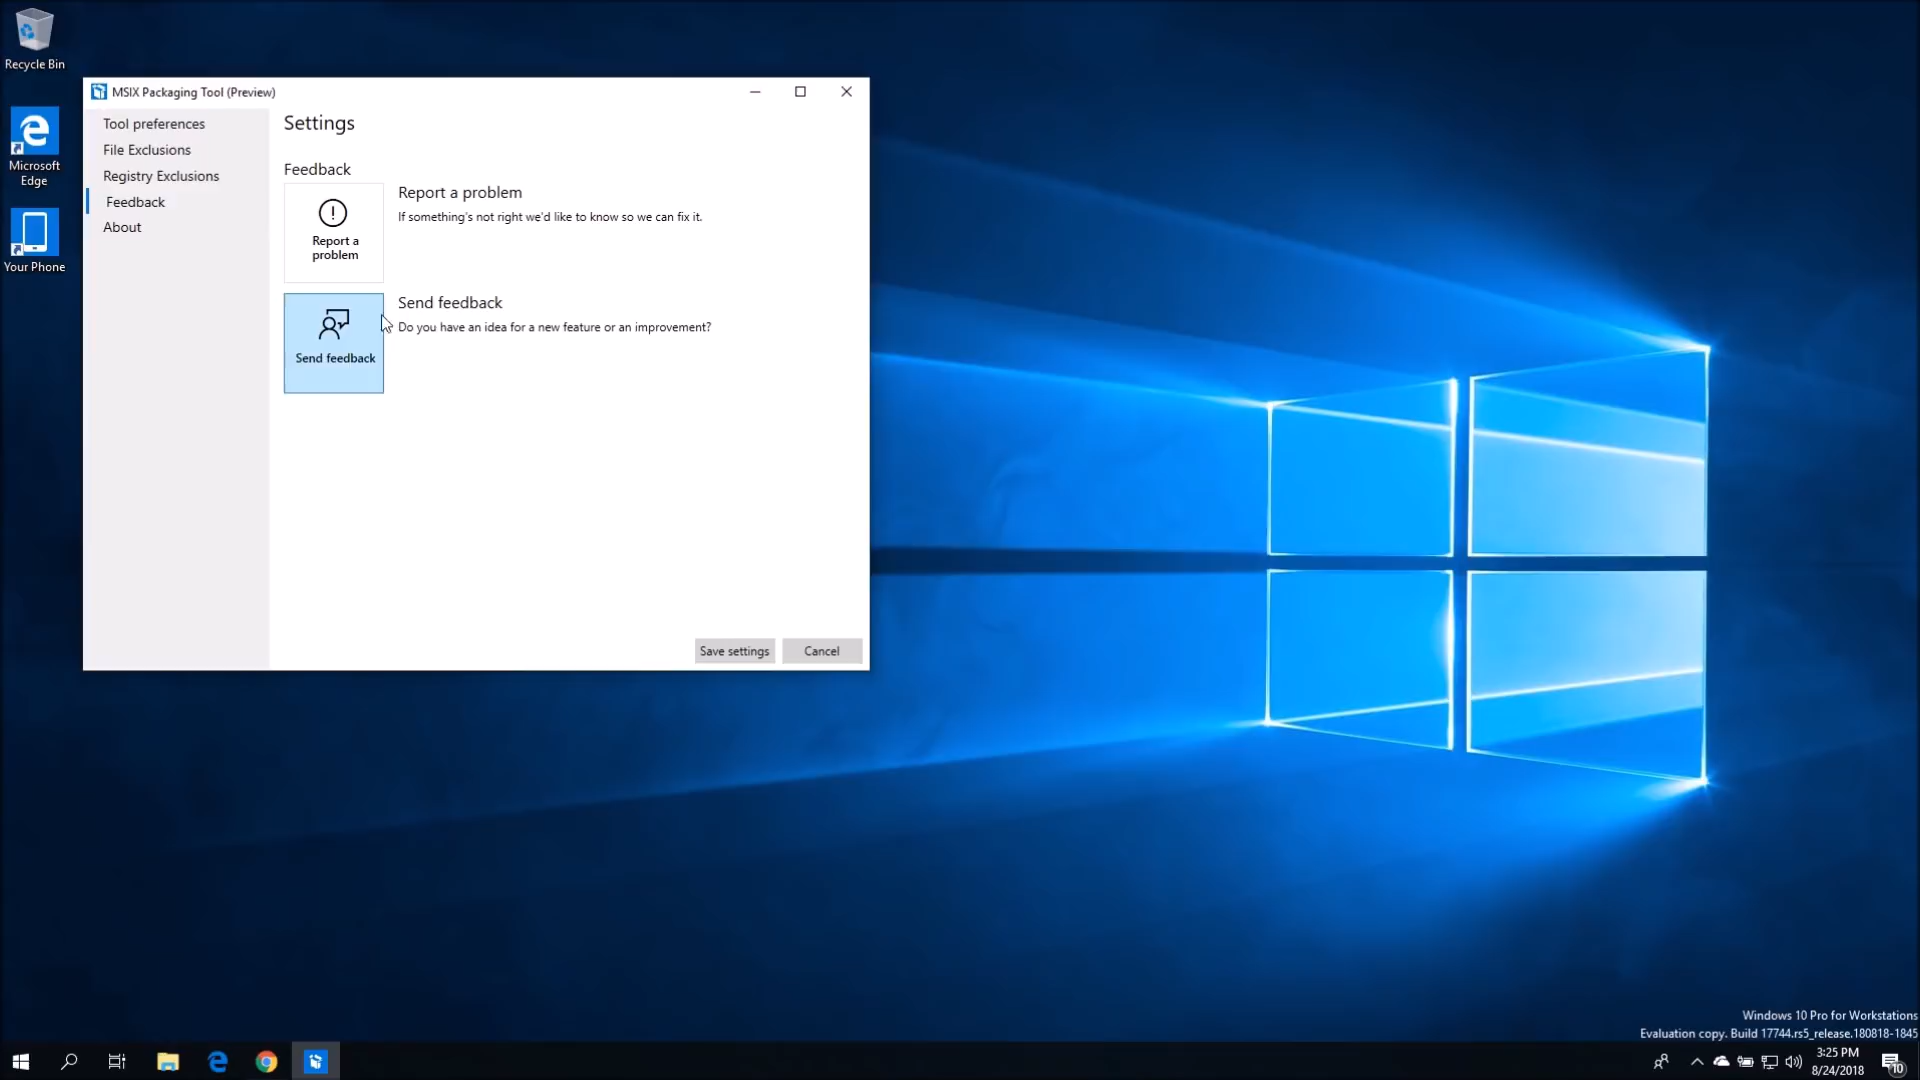 Recycle Bin
Microsoft
Edge
Your Phone
MSIX Packaging Tool (Preview)
Tool preferences
File Exclusions
Registry Exclusions
Feedback
About
Settings
Feedback
Report a
problem
Report a problem
If something's not right we'd like to know so we can fix it.
Send feedback
Send feedback
Do you have an idea for a new feature or an improvement?
Save settings
Cancel
Windows 10 Pro for Workstations
Evaluation copy. Build 17744.rs5_release.180818-1845
3:25 PM
8/24/2018
10